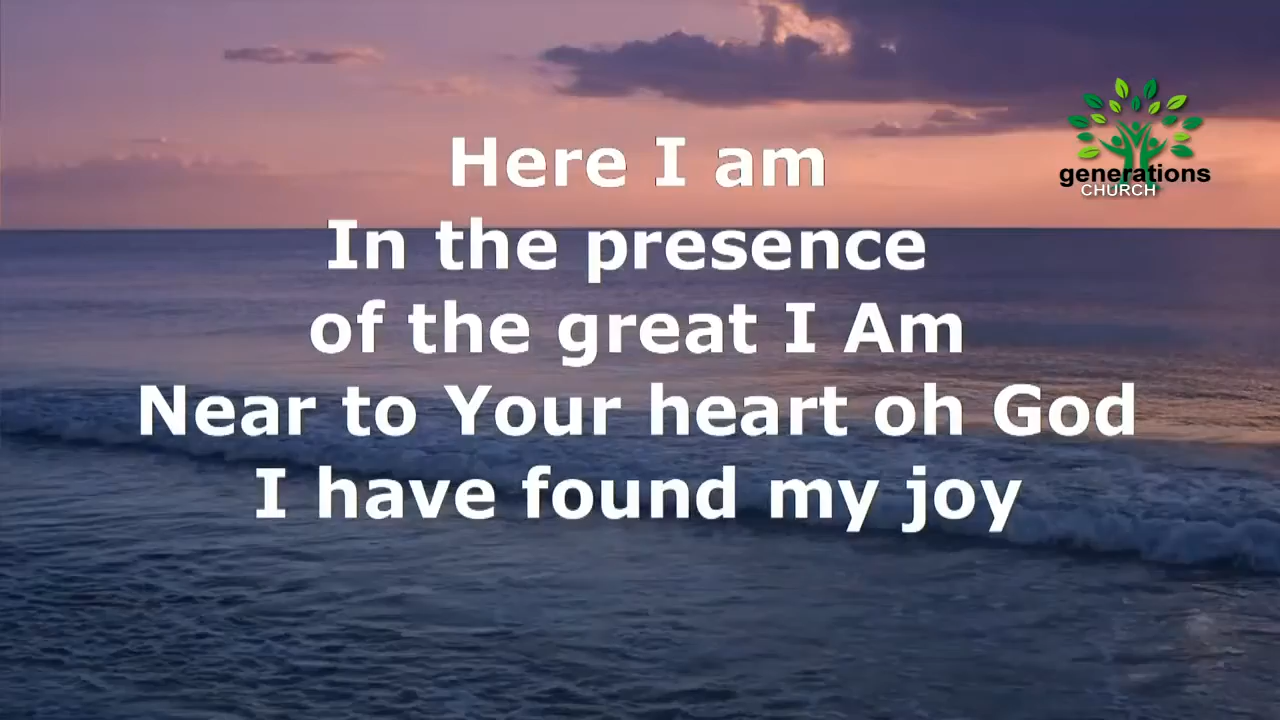 Here I am
In the presence
of the great I Am
Near to Your heart oh God
I have found my joy
generations
CHURCH